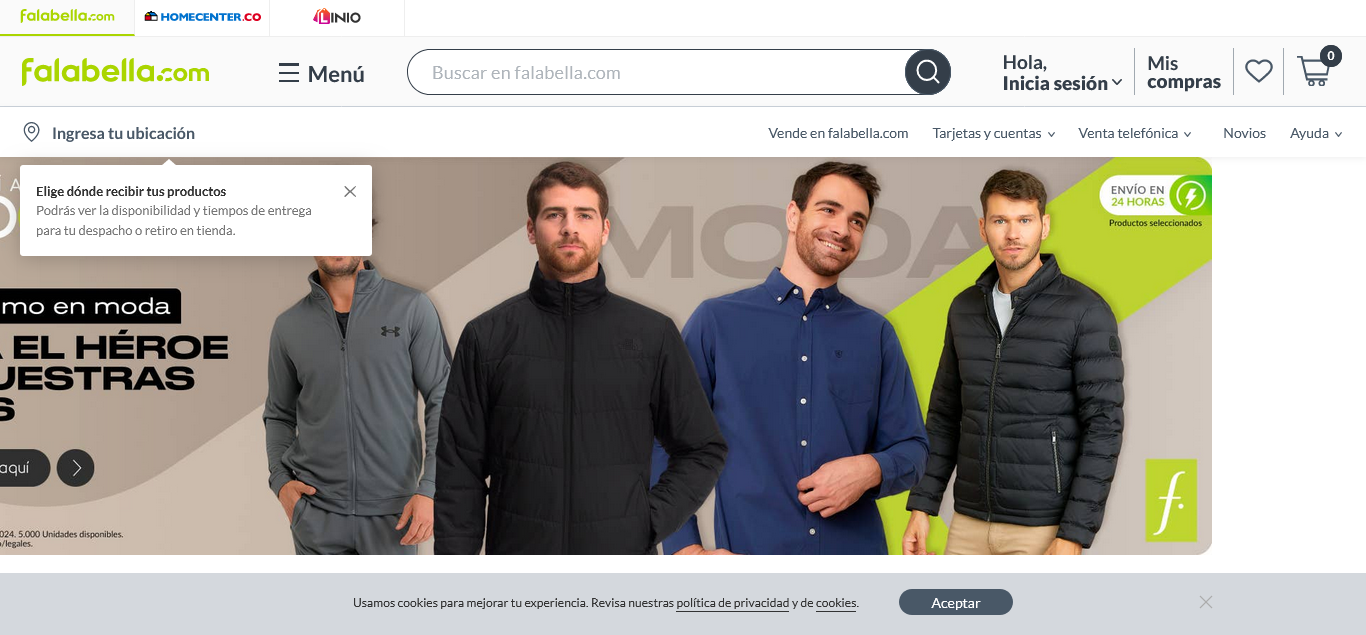 falabella.com
HOMECENTER.CO
LINIO
falabella.com
Menú
Buscar en falabella.com
Hola,
Inicia sesión
Mis
compras
0
Ingresa tu ubicación
Vende en falabella.com
Tarjetas y cuentas
Venta telefónica
Novios
Ayuda
Elige dónde recibir tus productos
Podrás ver la disponibilidad y tiempos de entrega
para tu despacho o retiro en tienda.
MODA
ENVÍO EN
24 HORAS
Productos seleccionados
mo en moda
A EL HÉROE
UESTRAS
S
aquí
f.
024. 5.000 Unidades disponibles.
o/legales.
Usamos cookies para mejorar tu experiencia. Revisa nuestras política de privacidad y de cookies.
Aceptar